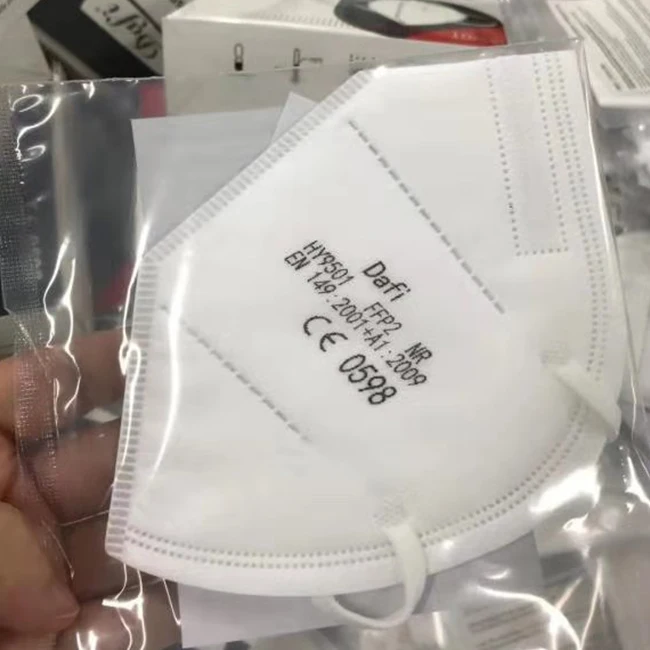 Dafi
HY9501 FFP2 NR
EN 149:2001+A1:2009
CE 0598